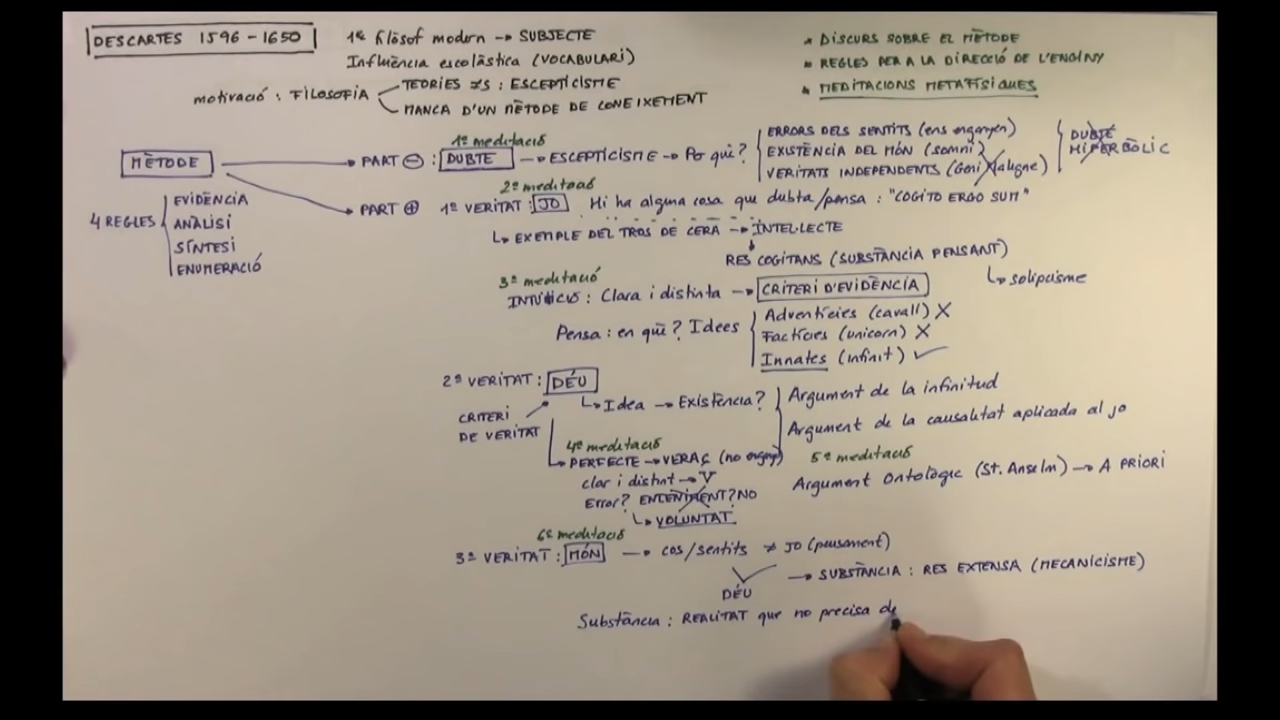 DESCARTES 1596 - 1650
1er filòsof modern → SUBJECTE
Influència escolàstica (VOCABULARI)
motivació : FILOSOFIA
TEORIES ≠s : ESCEPTICISME
MANCA D'UN MÈTODE DE CONEIXEMENT
* DISCURS SOBRE EL MÈTODE
* REGLES PER A LA DIRECCIÓ DE L'ENGINY
* MEDITACIONS METAFÍSIQUES
MÈTODE
4 REGLES
EVIDÈNCIA
ANÀLISI
SÍNTESI
ENUMERACIÓ
1ª meditació
PART ⊖ : DUBTE → ESCEPTICISME → Per què?
ERRORS DELS SENTITS (ens enganyen)
EXISTÈNCIA DEL MÓN (somni)
VERITATS INDEPENDENTS (Geni Maligne)
DUBTE
HIPERBÒLIC
2ª meditació
PART ⊕ 1ª VERITAT : JO Hi ha alguna cosa que dubta/pensa : "COGITO ERGO SUM"
↳ EXEMPLE DEL TROS DE CERA → INTEL·LECTE
RES COGITANS (SUBSTÀNCIA PENSANT)
↳ solipsisme
3ª meditació
INTUÏCIÓ : Clara i distinta → CRITERI D'EVIDÈNCIA
Pensa : en què? Idees
Adventícies (cavall) X
Factícies (unicorn) X
Innates (infinit) ✓
2ª VERITAT : DÉU
↳ Idea → Existència?
Argument de la infinitud
Argument de la causalitat aplicada al jo
CRITERI
DE VERITAT
4ª meditació
PERFECTE → VERAÇ (no engany)
clar i distint → V
Error? ENTENIMENT? NO
↳ VOLUNTAT
5ª meditació
Argument Ontològic (St. Anselm) → A PRIORI
6ª meditació
3ª VERITAT : MÓN → cos/sentits ≠ JO (pensament)
DÉU
→ SUBSTÀNCIA : RES EXTENSA (MECANICISME)
Substància : REALITAT que no precisa de